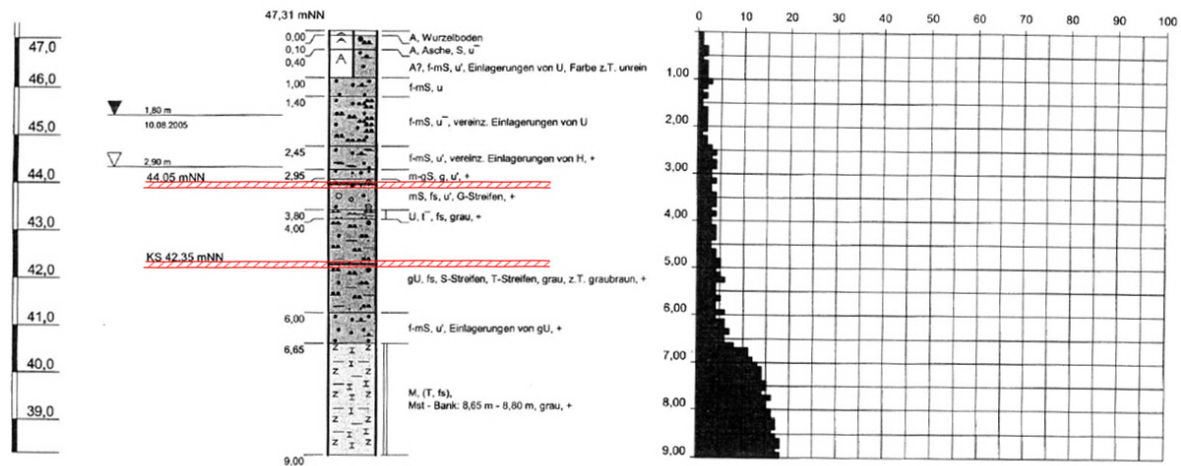 47,31 mNN
47,0
46,0
45,0
44,0
43,0
42,0
41,0
40,0
39,0
1,80 m
10.08.2005
2,90 m
44.05 mNN
KS 42.35 mNN
0,00
0,10
0,40
1,00
1,40
2,45
2,95
3,80
4,00
6,00
6,65
9,00
A
A, Wurzelboden
A, Asche, S, u¯
A?, f-mS, u', Einlagerungen von U, Farbe z.T. unrein
f-mS, u
f-mS, u¯, vereinz. Einlagerungen von U
f-mS, u', vereinz. Einlagerungen von H, +
m-gS, g, u', +
mS, fs, u', G-Streifen, +
U, t¯, fs, grau, +
gU, fs, S-Streifen, T-Streifen, grau, z.T. graubraun, +
f-mS, u', Einlagerungen von gU, +
M, (T, fs),
Mst - Bank: 8,65 m - 8,80 m, grau, +
0 10 20 30 40 50 60 70 80 90 100
1,00
2,00
3,00
4,00
5,00
6,00
7,00
8,00
9,00